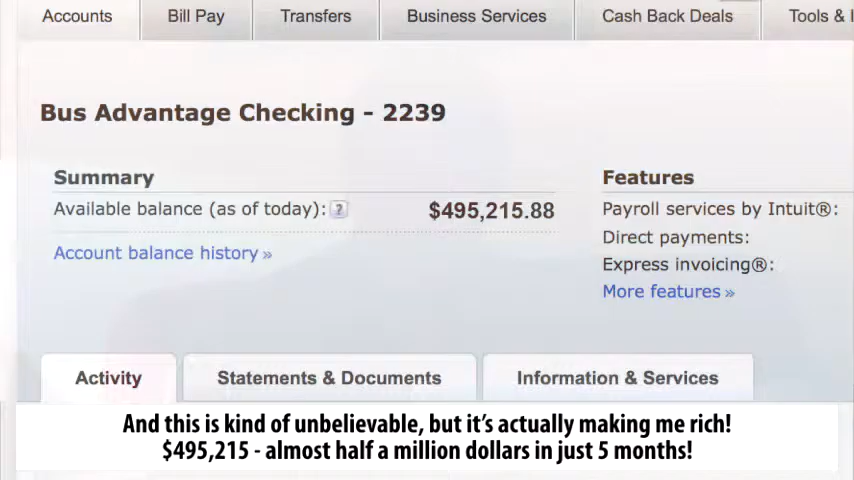 Accounts Bill Pay Transfers Business Services Cash Back Deals Tools &
Bus Advantage Checking - 2239
Summary
Available balance (as of today): ? $495,215.88
Account balance history »
Features
Payroll services by Intuit®:
Direct payments:
Express invoicing®:
More features »
Activity Statements & Documents Information & Services
And this is kind of unbelievable, but it's actually making me rich!
$495,215 - almost half a million dollars in just 5 months!